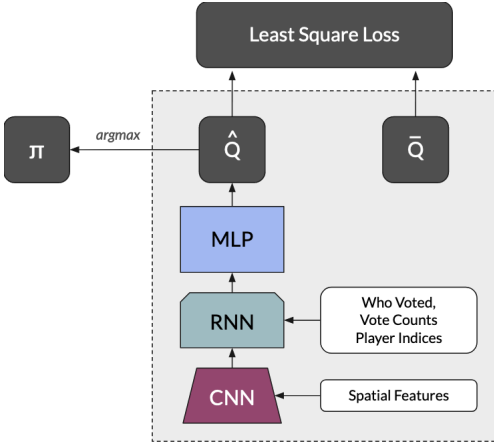 Least Square Loss
argmax
π
Q̂
Q̄
MLP
RNN
Who Voted,
Vote Counts
Player Indices
CNN
Spatial Features